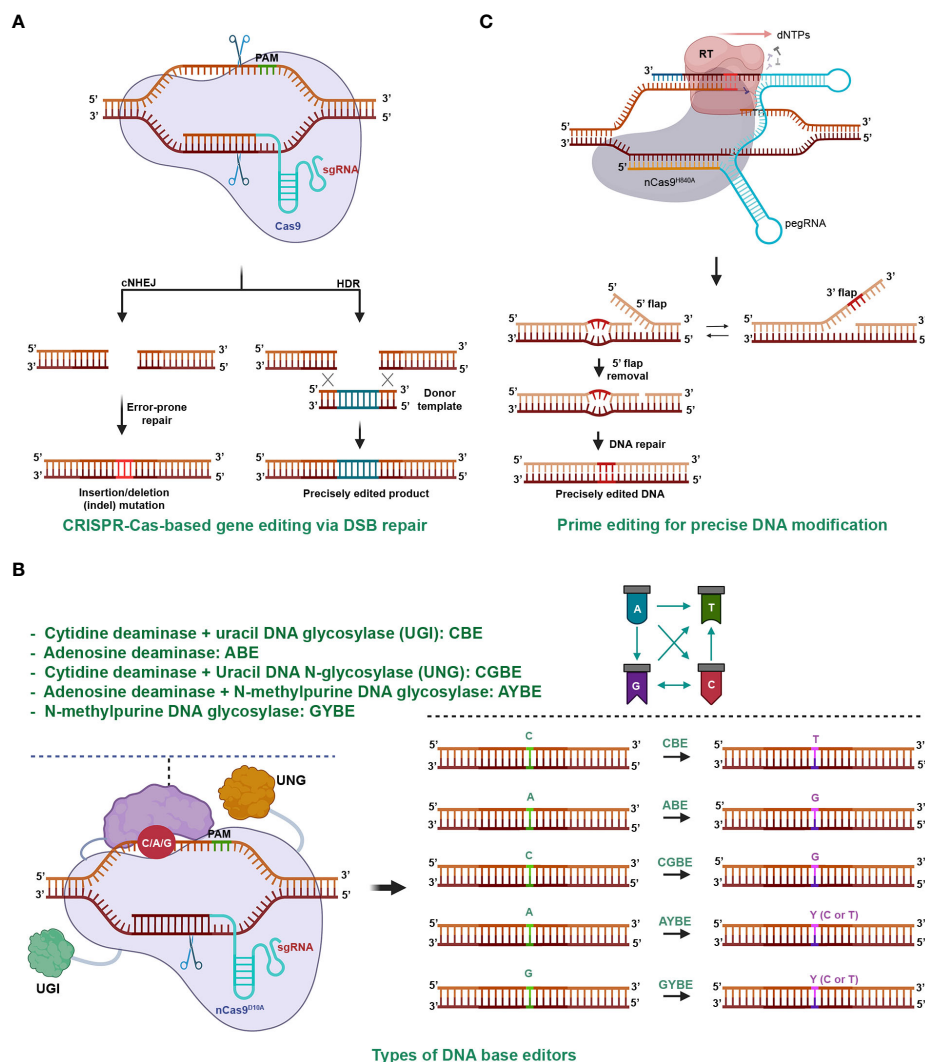 A
PAM
5'
3'
3'
5'
sgRNA
Cas9
cNHEJ
HDR
5'
3'
3'
5'
5'
3'
3'
5'
5'
3'
3'
5'
Donor
template
Error-prone
repair
5'
3'
3'
5'
5'
3'
3'
5'
Insertion/deletion
(indel) mutation
Precisely edited product
CRISPR-Cas-based gene editing via DSB repair
C
dNTPs
RT
3'
5'
3'
3'
5'
5'
nCas9H840A
pegRNA
5' flap
5'
3'
3'
5'
3'
3' flap
5'
3'
3'
5'
5' flap
removal
5'
3'
3'
5'
DNA repair
5'
3'
3'
5'
Precisely edited DNA
Prime editing for precise DNA modification
B
- Cytidine deaminase + uracil DNA glycosylase (UGI): CBE
- Adenosine deaminase: ABE
- Cytidine deaminase + Uracil DNA N-glycosylase (UNG): CGBE
- Adenosine deaminase + N-methylpurine DNA glycosylase: AYBE
- N-methylpurine DNA glycosylase: GYBE
A
T
G
C
UNG
PAM
C/A/G
5'
3'
3'
5'
sgRNA
UGI
nCas9D10A
C
CBE
T
5'
3'
5'
3'
3'
5'
3'
5'
A
ABE
G
5'
3'
5'
3'
3'
5'
3'
5'
C
CGBE
G
5'
3'
5'
3'
3'
5'
3'
5'
A
AYBE
Y (C or T)
5'
3'
5'
3'
3'
5'
3'
5'
G
GYBE
Y (C or T)
5'
3'
5'
3'
3'
5'
3'
5'
Types of DNA base editors